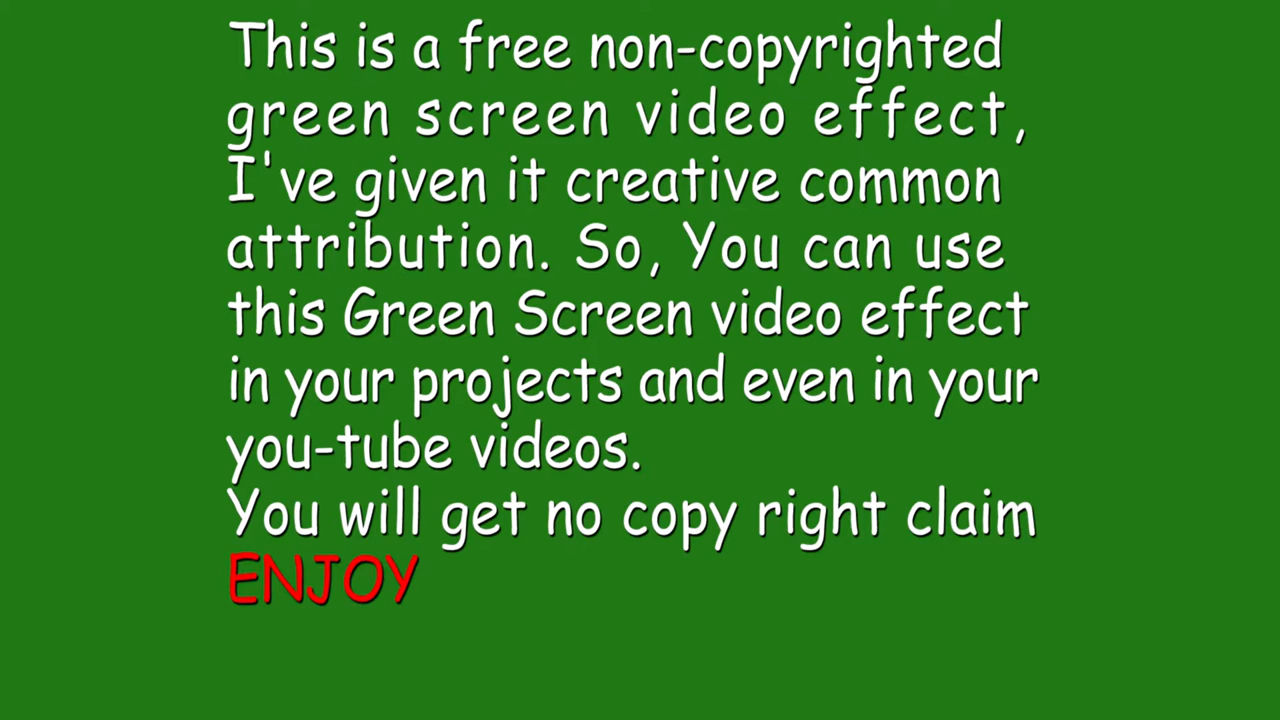 This is a free non-copyrighted
green screen video effect,
I've given it creative common
attribution. So, You can use
this Green Screen video effect
in your projects and even in your
you-tube videos.
You will get no copy right claim
ENJOY